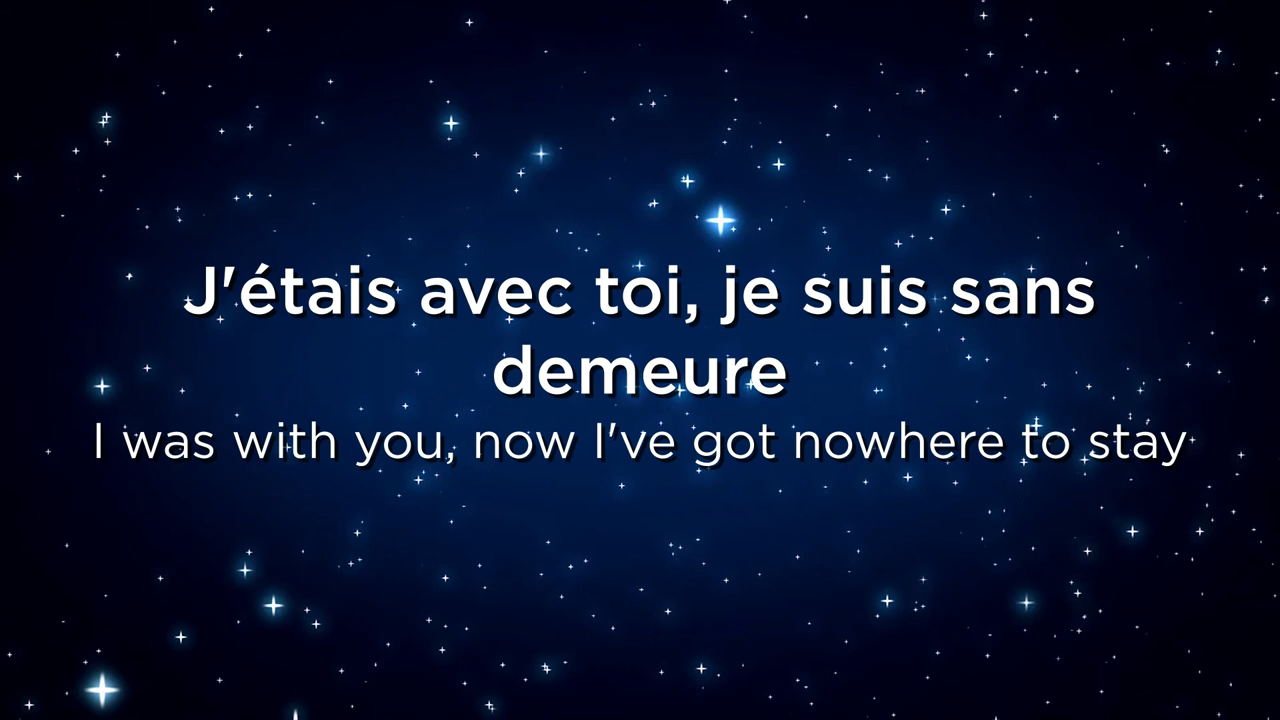 J'étais avec toi, je suis sans
demeure
I was with you, now I've got nowhere to stay